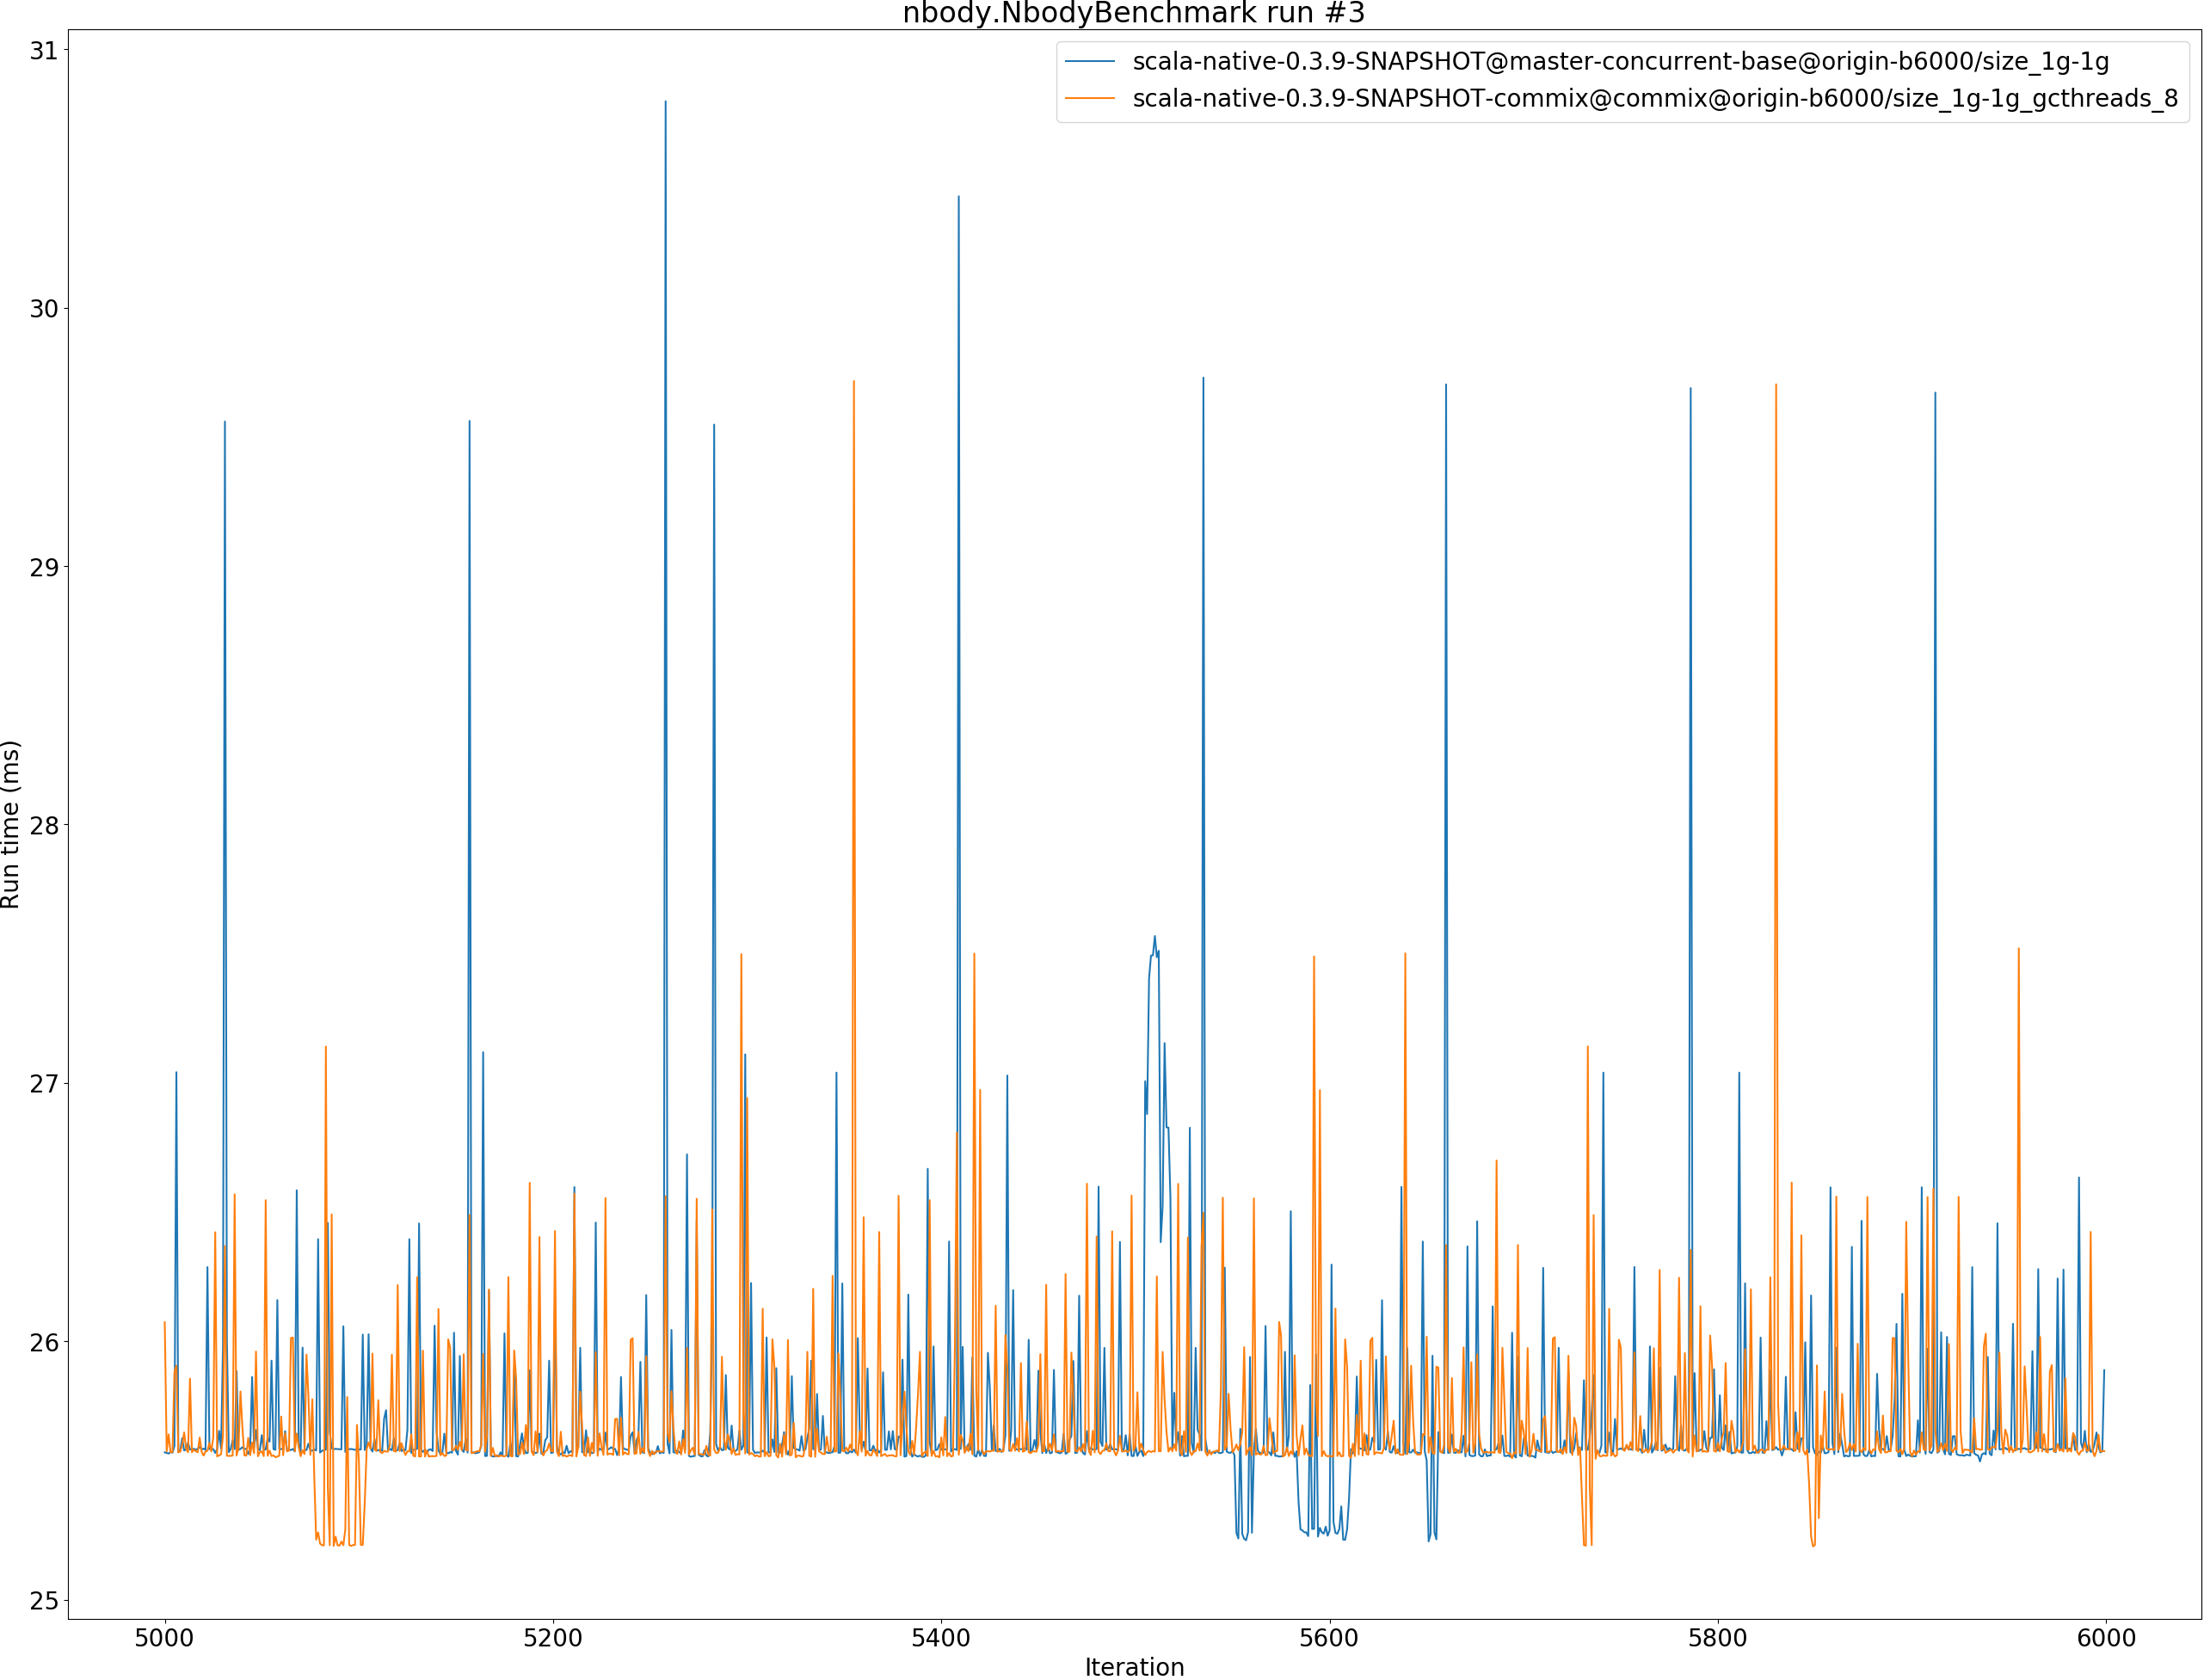 nbody.NbodyBenchmark run #3
scala-native-0.3.9-SNAPSHOT@master-concurrent-base@origin-b6000/size_1g-1g
scala-native-0.3.9-SNAPSHOT-commix@commix@origin-b6000/size_1g-1g_gcthreads_8
31
30
29
28
27
26
25
Run time (ms)
5000 5200 5400 5600 5800 6000
Iteration